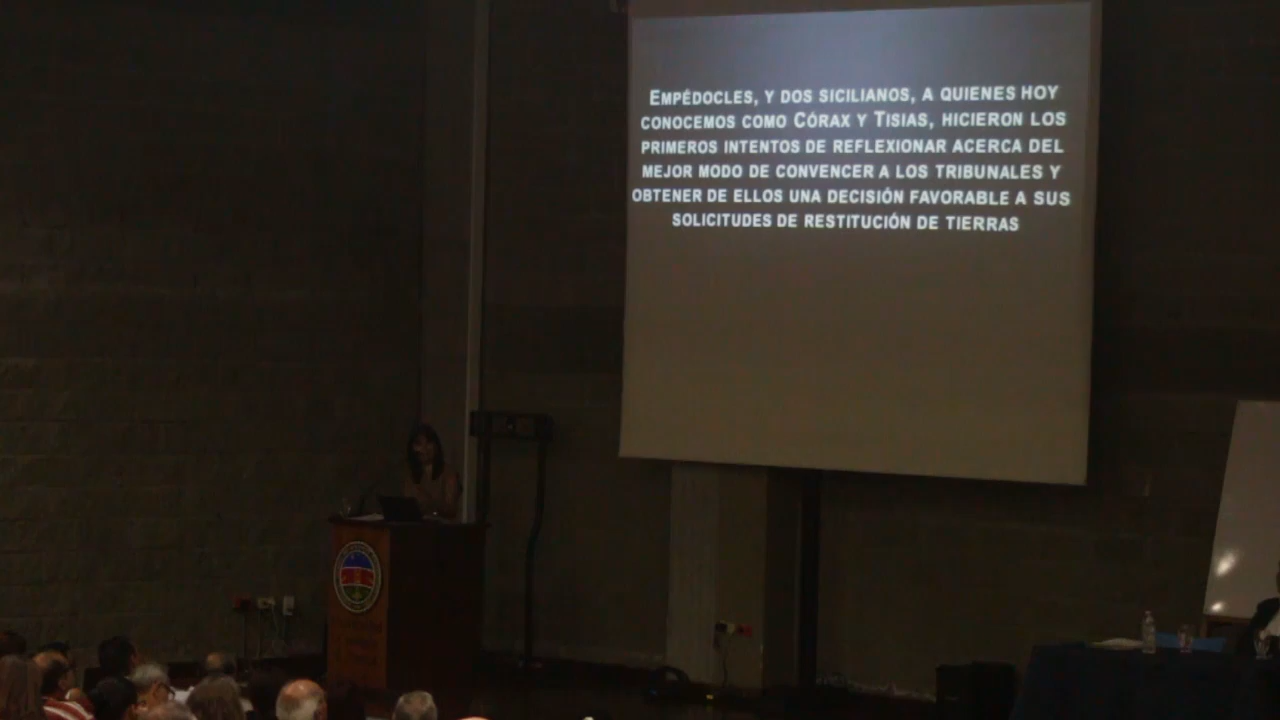 EMPÉDOCLES, Y DOS SICILIANOS, A QUIENES HOY
CONOCEMOS COMO CÓRAX Y TISIAS, HICIERON LOS
PRIMEROS INTENTOS DE REFLEXIONAR ACERCA DEL
MEJOR MODO DE CONVENCER A LOS TRIBUNALES Y
OBTENER DE ELLOS UNA DECISIÓN FAVORABLE A SUS
SOLICITUDES DE RESTITUCIÓN DE TIERRAS